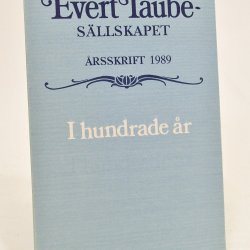 Evert Taube-
SÄLLSKAPET
ÅRSSKRIFT 1989
I hundrade år